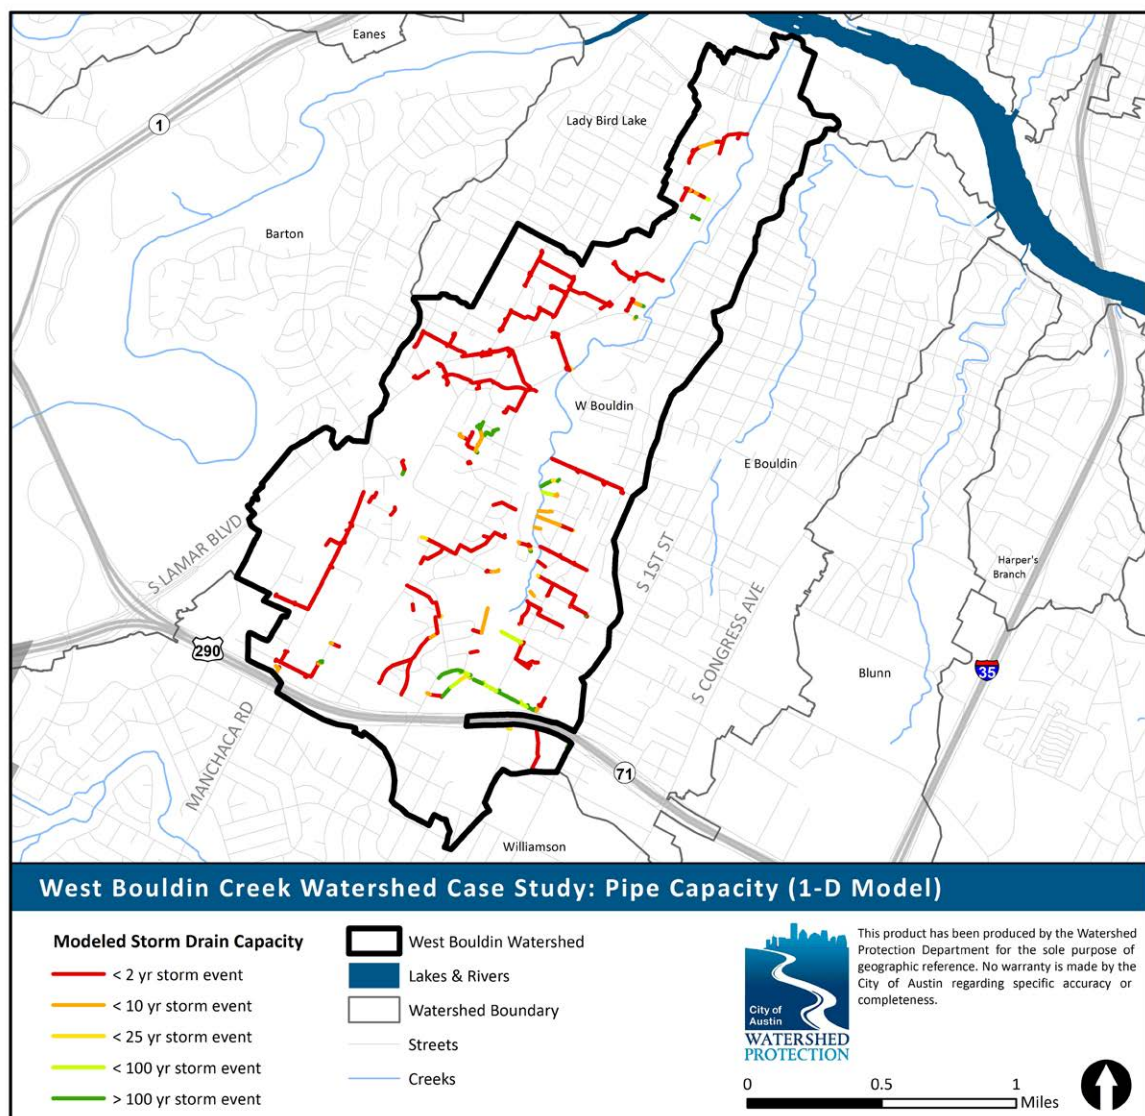 Eanes
1
Lady Bird Lake
Barton
W Bouldin
E Bouldin
S LAMAR BLVD
S 1ST ST
Harper's
Branch
S CONGRESS AVE
290
35
Blunn
MANCHACA RD
71
Williamson
West Bouldin Creek Watershed Case Study: Pipe Capacity (1-D Model)
Modeled Storm Drain Capacity
< 2 yr storm event
< 10 yr storm event
< 25 yr storm event
< 100 yr storm event
> 100 yr storm event
West Bouldin Watershed
Lakes & Rivers
Watershed Boundary
Streets
Creeks
City of
Austin
WATERSHED
PROTECTION
This product has been produced by the Watershed
Protection Department for the sole purpose of
geographic reference. No warranty is made by the
City of Austin regarding specific accuracy or
completeness.
0 0.5 1
Miles